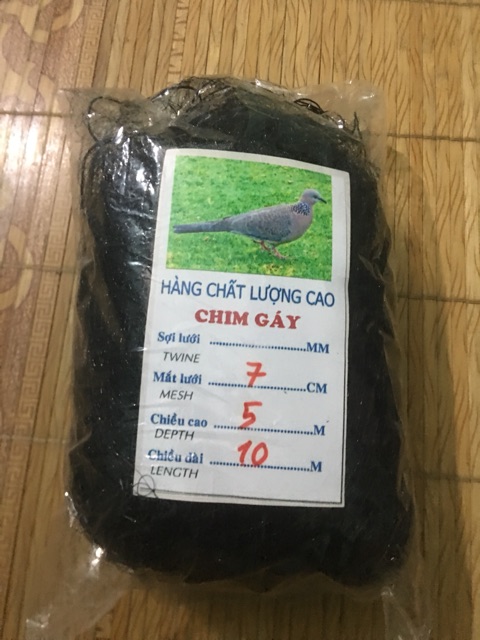 HÀNG CHẤT LƯỢNG CAO
CHIM GÁY
Sợi lưới ..........................MM
TWINE
Mắt lưới ........7........CM
MESH
Chiều cao ........5........M
DEPTH
Chiều dài ........10........M
LENGTH